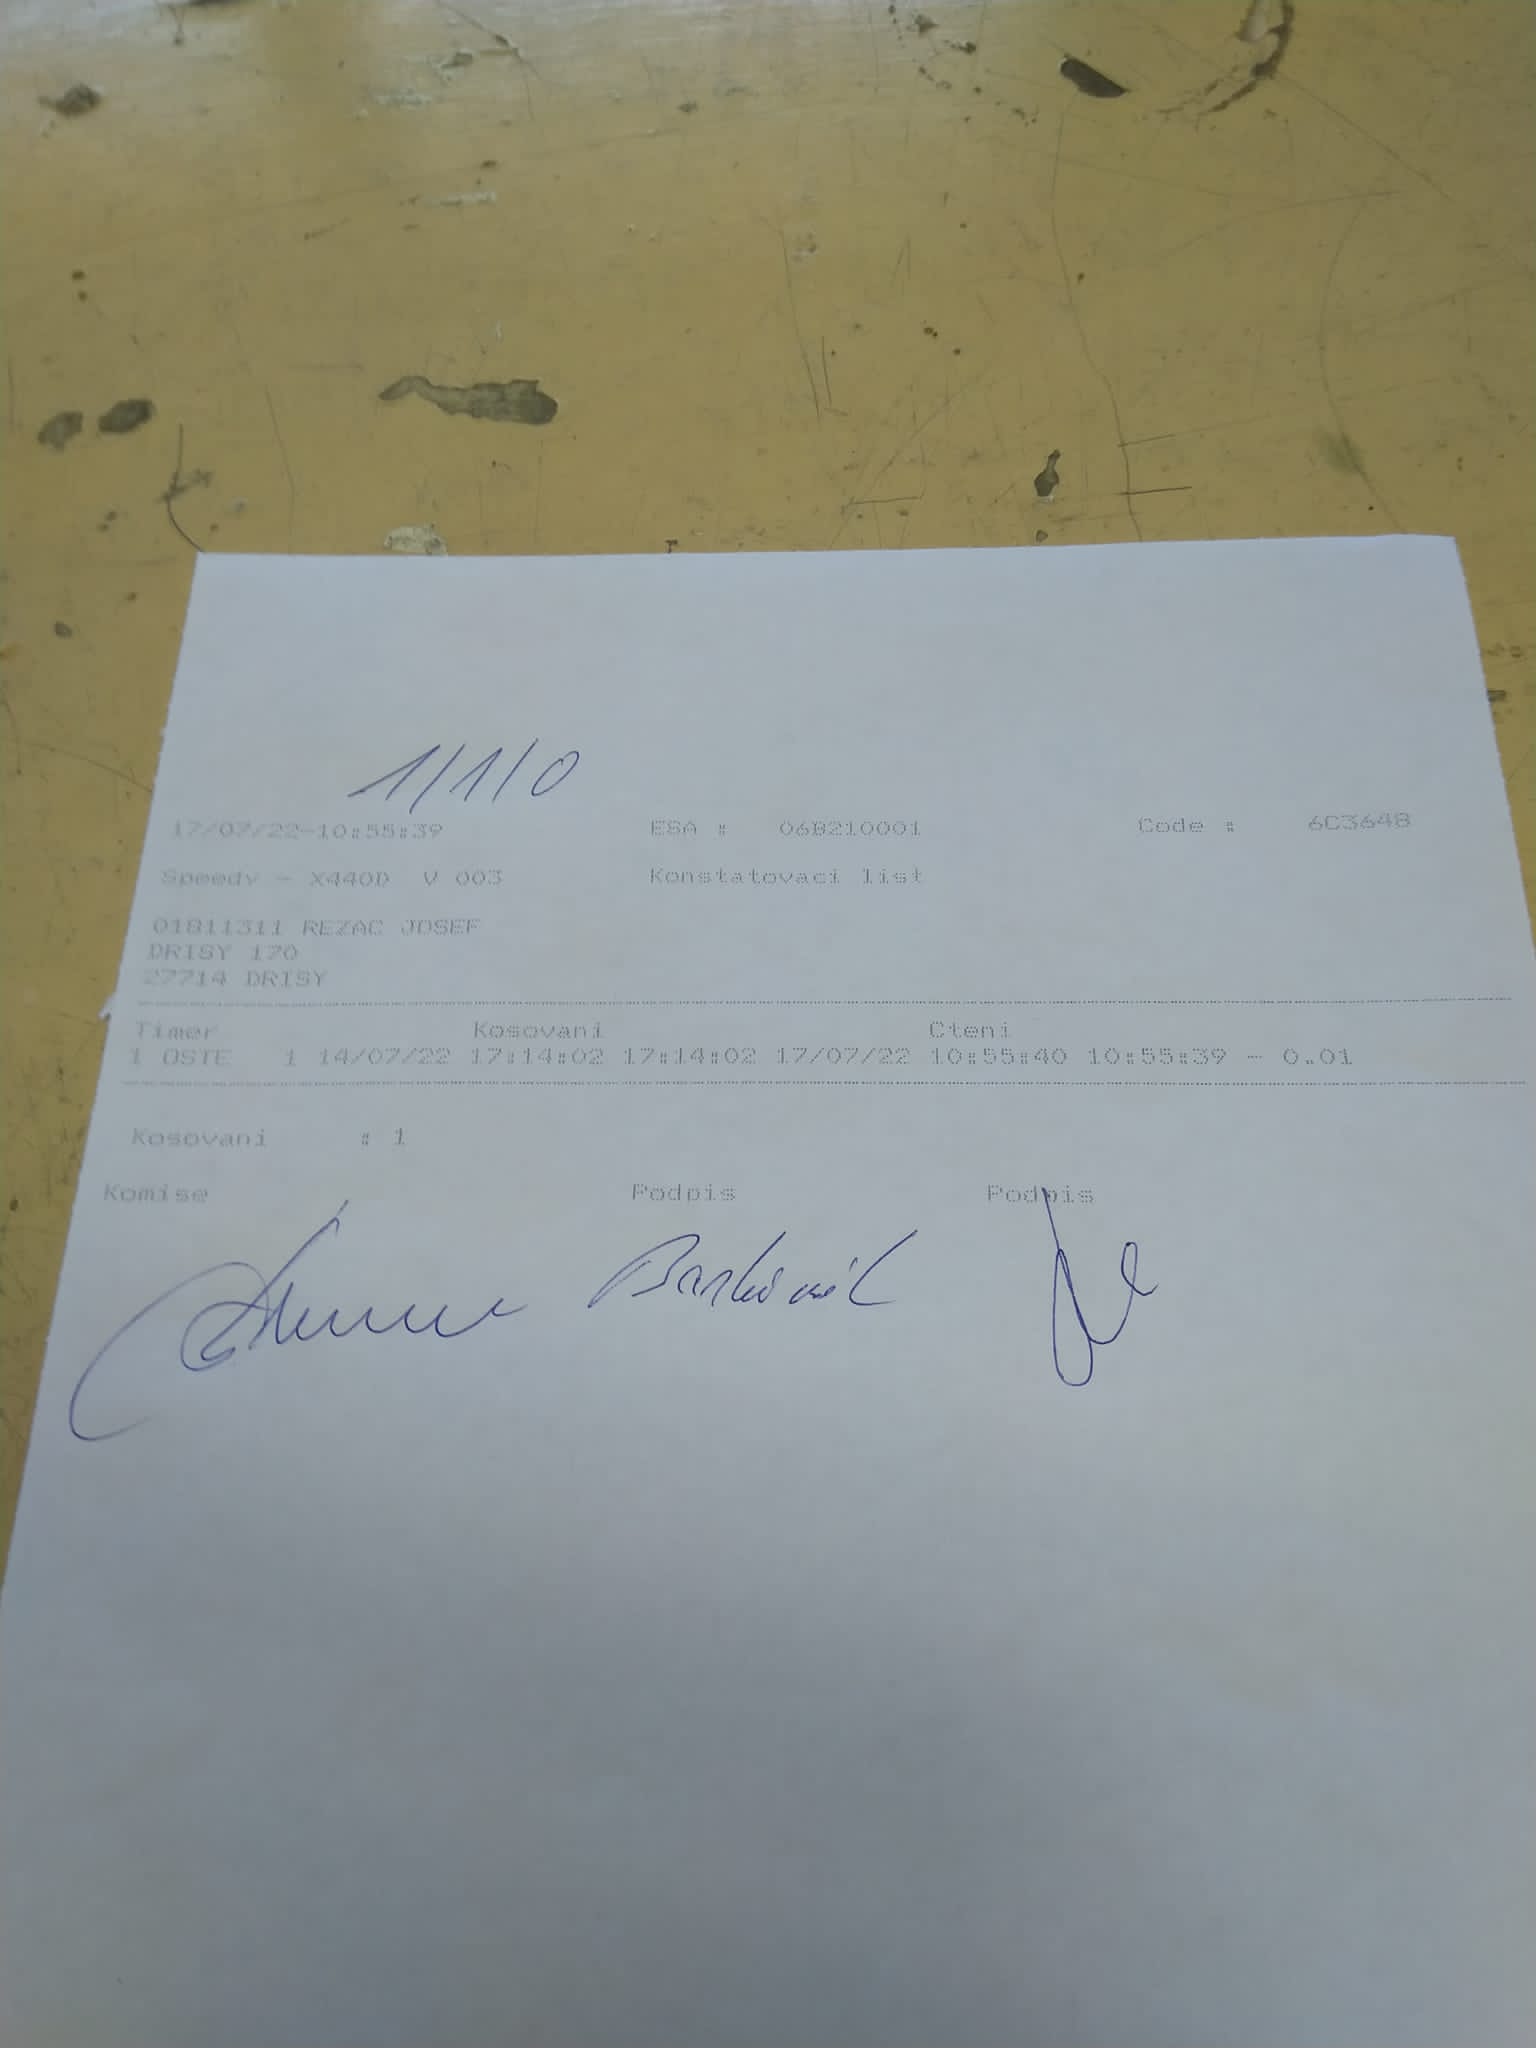 1/1/0
17/07/22-10:55:39 ESA : 06B210001 Code : 6C3648
Speedy - X440D V 003 Konstatovaci list
01811311 REZAC JOSEF
DRISY 170
27714 DRISY
Timer Kosovani Cteni
1 OSTE 1 14/07/22 17:14:02 17:14:02 17/07/22 10:55:40 10:55:39 - 0.01
Kosovani : 1
Komise Podpis Podpis